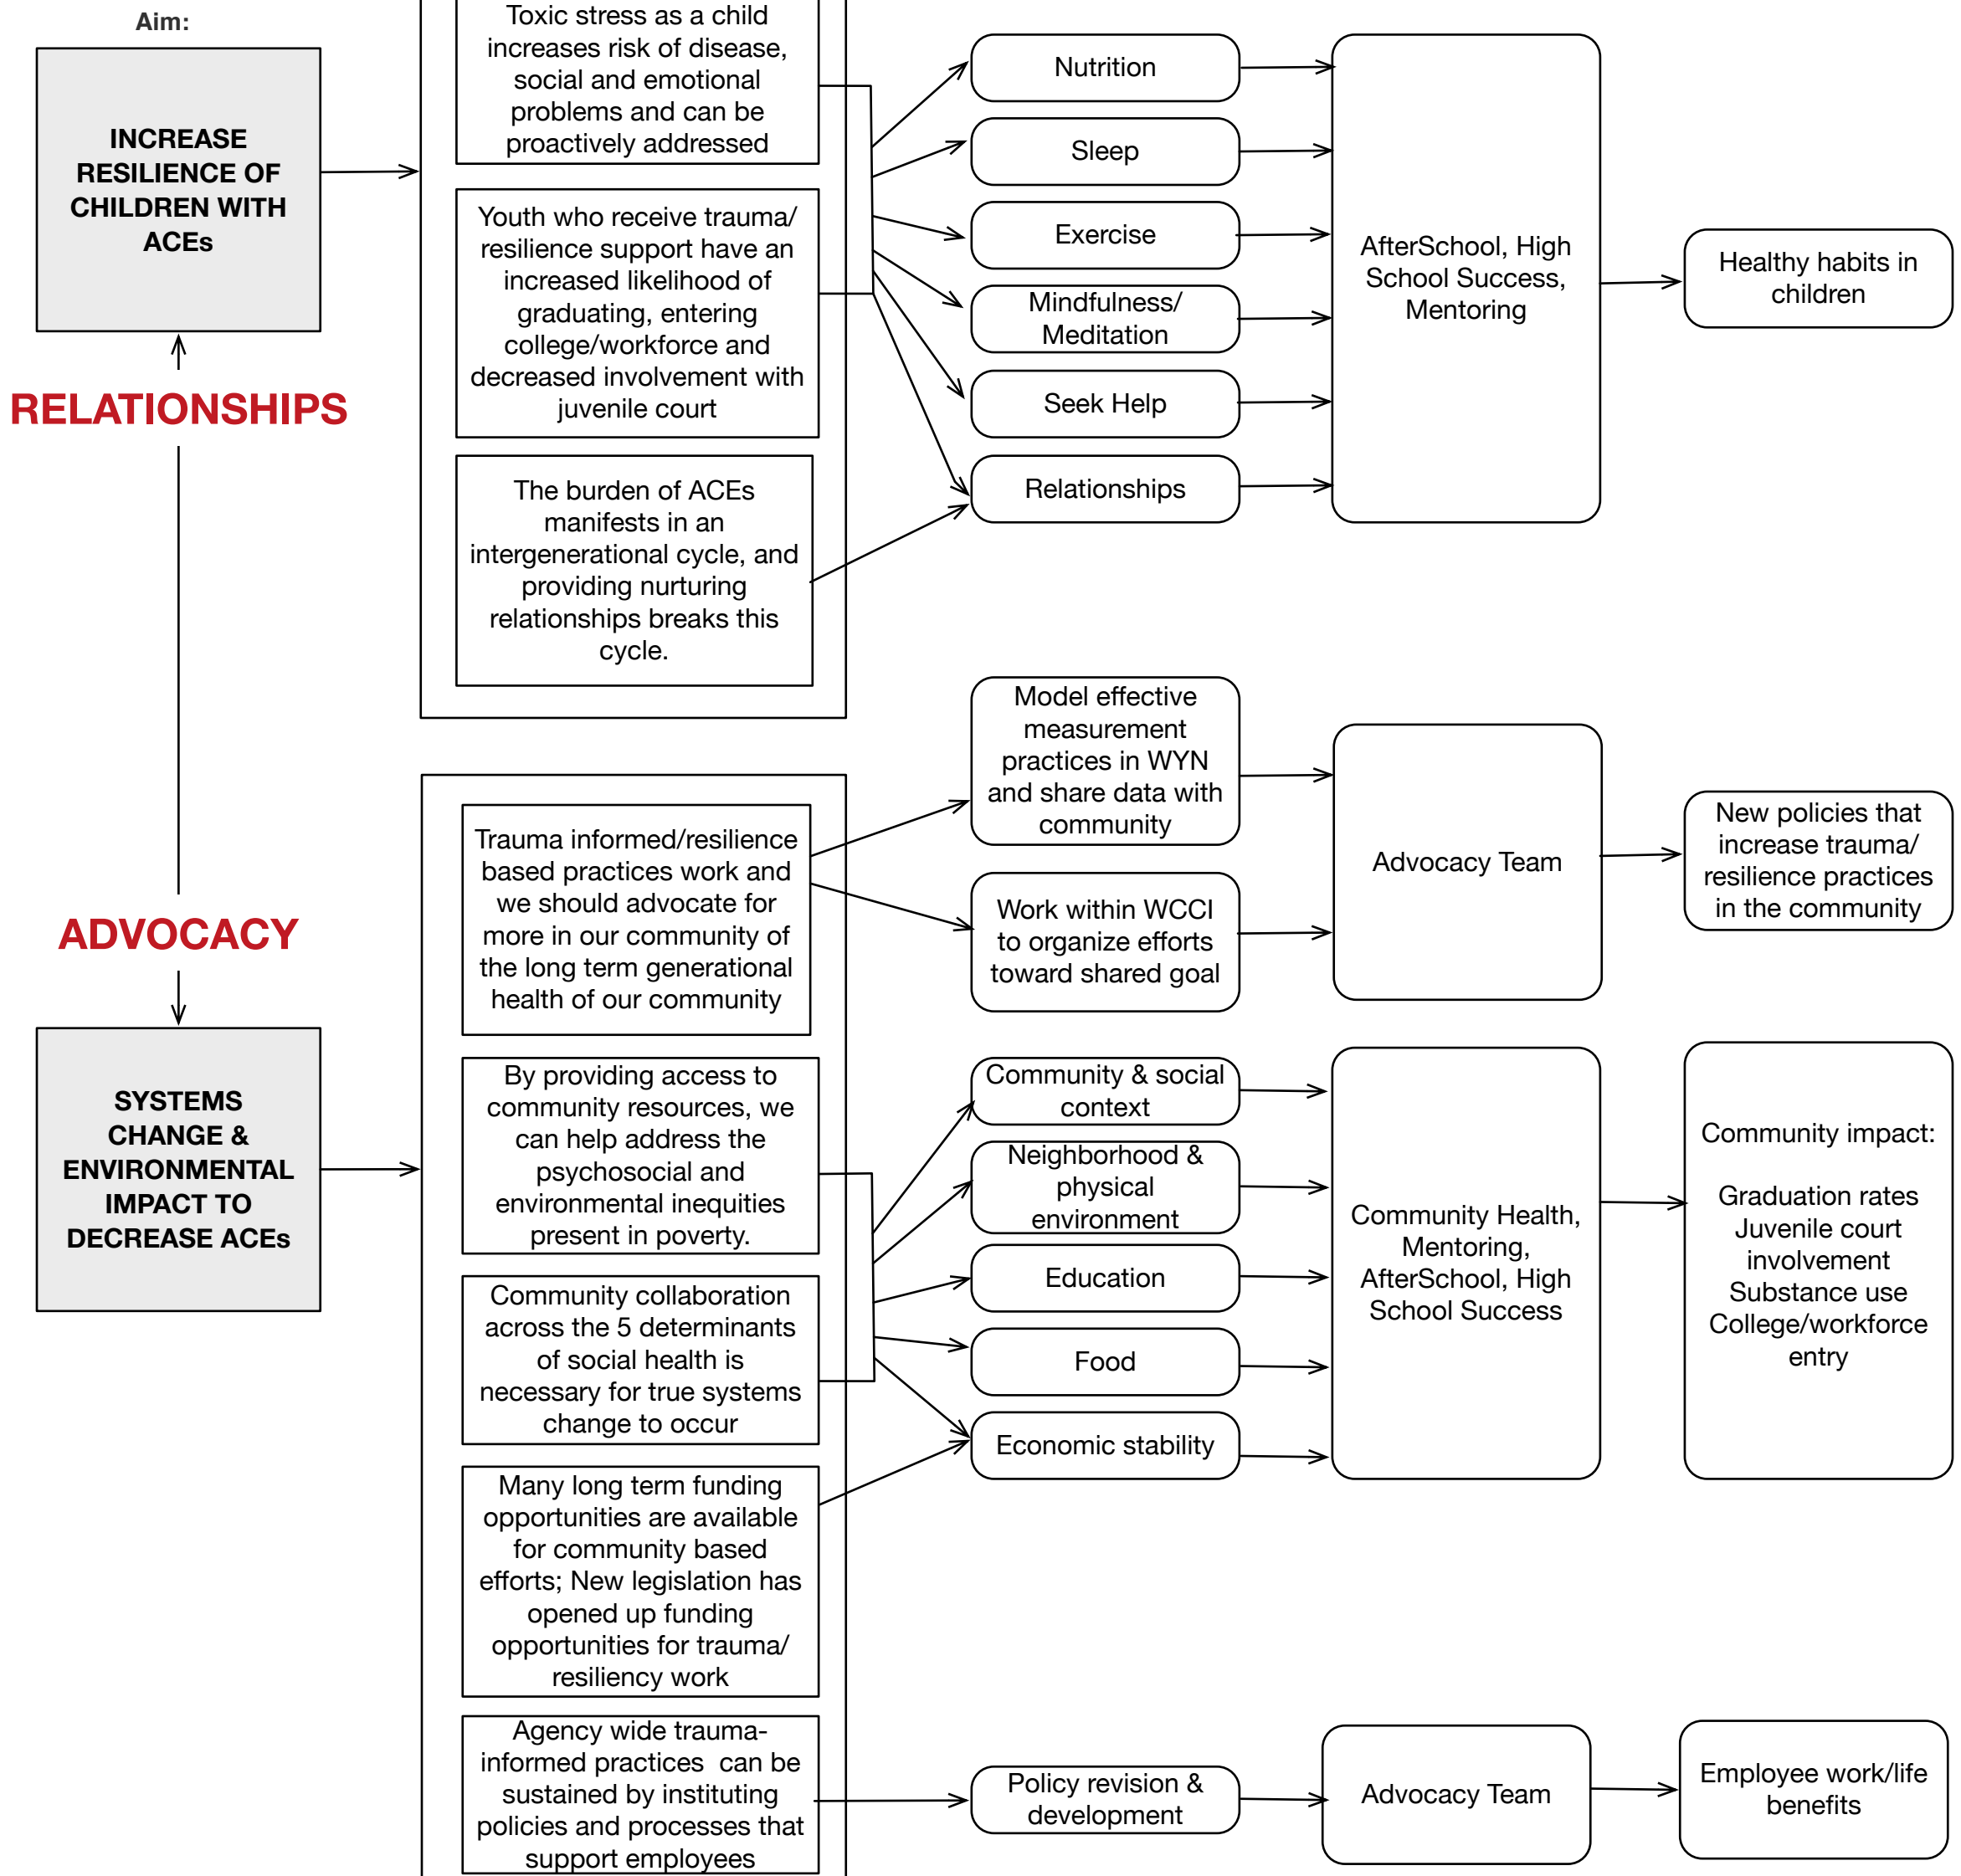 Aim:
INCREASE
RESILIENCE OF
CHILDREN WITH
ACEs
RELATIONSHIPS
ADVOCACY
SYSTEMS
CHANGE &
ENVIRONMENTAL
IMPACT TO
DECREASE ACEs
Toxic stress as a child
increases risk of disease,
social and emotional
problems and can be
proactively addressed
Youth who receive trauma/
resilience support have an
increased likelihood of
graduating, entering
college/workforce and
decreased involvement with
juvenile court
The burden of ACEs
manifests in an
intergenerational cycle, and
providing nurturing
relationships breaks this
cycle.
Nutrition
Sleep
Exercise
Mindfulness/
Meditation
Seek Help
Relationships
AfterSchool, High
School Success,
Mentoring
Healthy habits in
children
Trauma informed/resilience
based practices work and
we should advocate for
more in our community of
the long term generational
health of our community
By providing access to
community resources, we
can help address the
psychosocial and
environmental inequities
present in poverty.
Community collaboration
across the 5 determinants
of social health is
necessary for true systems
change to occur
Many long term funding
opportunities are available
for community based
efforts; New legislation has
opened up funding
opportunities for trauma/
resiliency work
Agency wide trauma-
informed practices  can be
sustained by instituting
policies and processes that
support employees
Model effective
measurement
practices in WYN
and share data with
community
Work within WCCI
to organize efforts
toward shared goal
Advocacy Team
New policies that
increase trauma/
resilience practices
in the community
Community & social
context
Neighborhood &
physical
environment
Education
Food
Economic stability
Community Health,
Mentoring,
AfterSchool, High
School Success
Community impact:
Graduation rates
Juvenile court
involvement
Substance use
College/workforce
entry
Policy revision &
development
Advocacy Team
Employee work/life
benefits